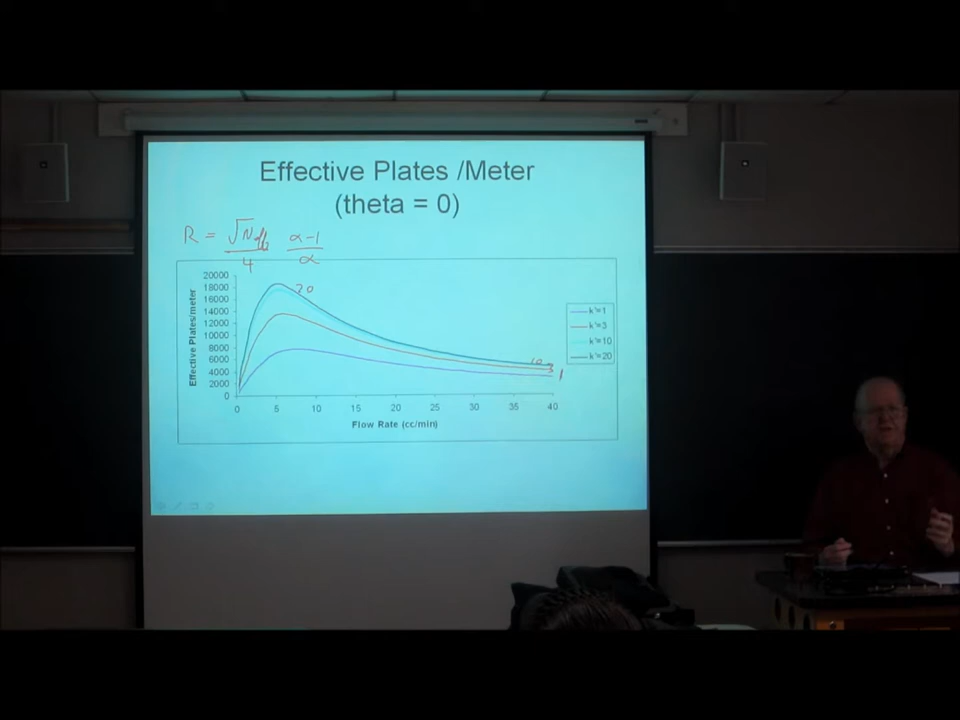 Effective Plates /Meter
(theta = 0)
R = √Neff / 4 α-1 / α
20000
18000
16000
14000
12000
10000
8000
6000
4000
2000
0
Effective Plates/meter
20
10
3
1
k'=1
k'=3
k'=10
k'=20
0 5 10 15 20 25 30 35 40
Flow Rate (cc/min)